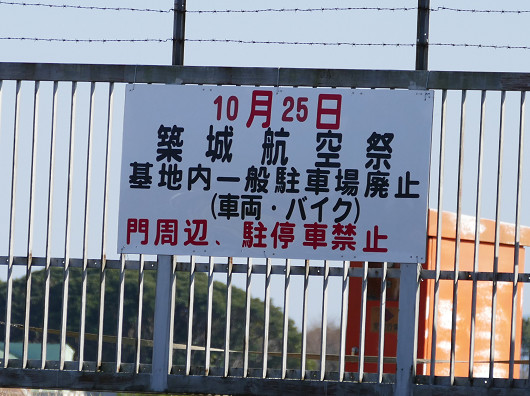 10月25日
築城航空祭
基地内一般駐車場廃止
(車両・バイク)
門周辺、駐停車禁止